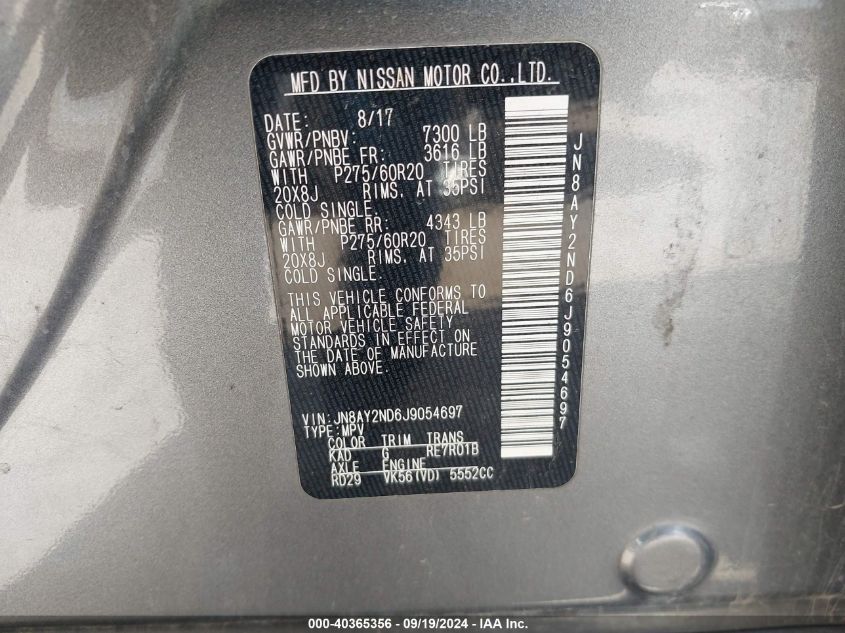 MFD BY NISSAN MOTOR CO.,LTD.
DATE: 8/17
GVWR/PNBV: 7300 LB
GAWR/PNBE FR: 3616 LB
WITH P275/60R20 TIRES
20X8J RIMS, AT 35PSI
COLD SINGLE.
GAWR/PNBE RR: 4343 LB
WITH P275/60R20 TIRES
20X8J RIMS, AT 35PSI
COLD SINGLE.
THIS VEHICLE CONFORMS TO
ALL APPLICABLE FEDERAL
MOTOR VEHICLE SAFETY
STANDARDS IN EFFECT ON
THE DATE OF MANUFACTURE
SHOWN ABOVE.
VIN:JN8AY2ND6J9054697
TYPE:MPV
COLOR TRIM TRANS
KAD G RE7R01B
AXLE ENGINE
RD29 VK56(VD) 5552CC
JN8AY2ND6J9054697
000-40365356 - 09/19/2024 - IAA Inc.